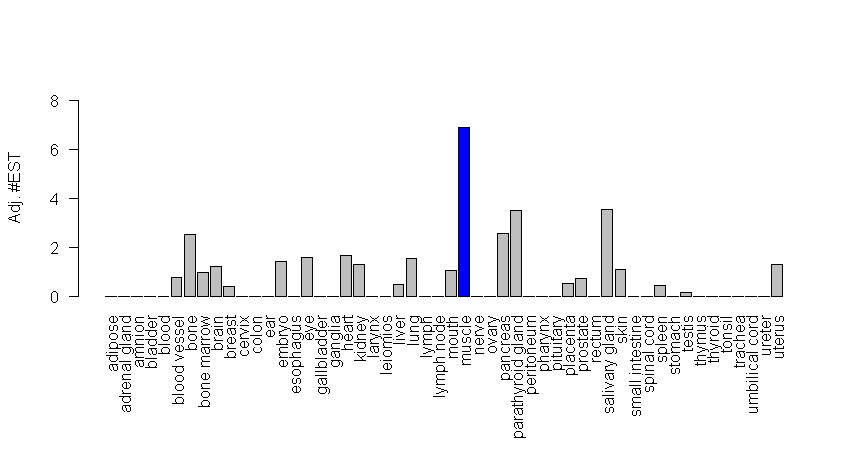 8
6
4
2
0
Adj. #EST
adipose
adrenal gland
amnion
bladder
blood
blood vessel
bone
bone marrow
brain
breast
cervix
colon
ear
embryo
esophagus
eye
gallbladder
ganglia
heart
kidney
larynx
leiomios
liver
lung
lymph
lymph node
mouth
muscle
nerve
ovary
pancreas
parathyroid gland
peritoneum
pharynx
pituitary
placenta
prostate
rectum
salivary gland
skin
small intestine
spinal cord
spleen
stomach
testis
thymus
thyroid
tonsil
trachea
umbilical cord
ureter
uterus